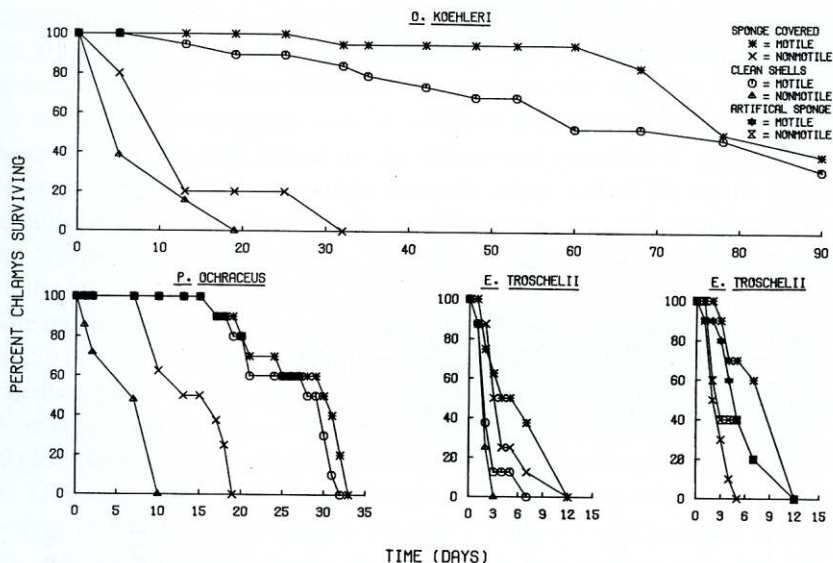 O. KOEHLERI
SPONGE COVERED
= MOTILE
= NONMOTILE
CLEAN SHELLS
= MOTILE
= NONMOTILE
ARTIFICAL SPONGE
= MOTILE
= NONMOTILE
100
80
60
40
20
0
0 10 20 30 40 50 60 70 80 90
PERCENT CHLAMYS SURVIVING
P. OCHRACEUS
100
80
60
40
20
0
0 5 10 15 20 25 30 35
E. TROSCHELII
100
80
60
40
20
0
0 3 6 9 12 15
E. TROSCHELII
100
80
60
40
20
0
0 3 6 9 12 15
TIME (DAYS)